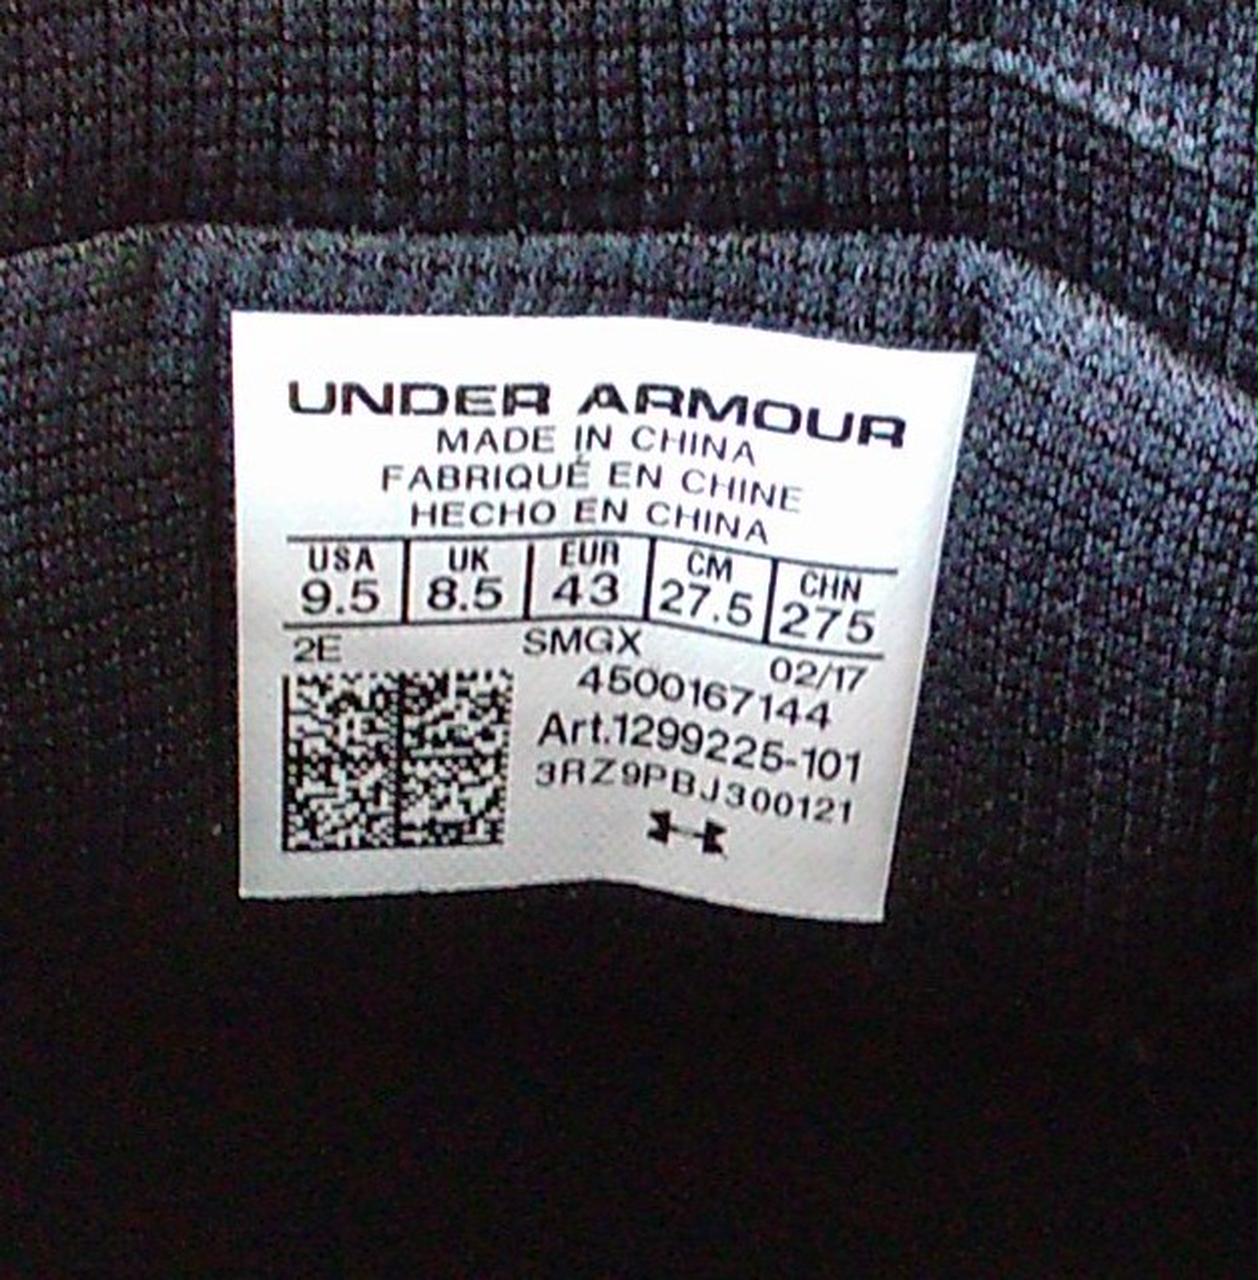 UNDER ARMOUR
MADE IN CHINA
FABRIQUÉ EN CHINE
HECHO EN CHINA
USA UK EUR CM CHN
9.5 8.5 43 27.5 275
2E SMGX 02/17
4500167144
Art.1299225-101
3RZ9PBJ300121